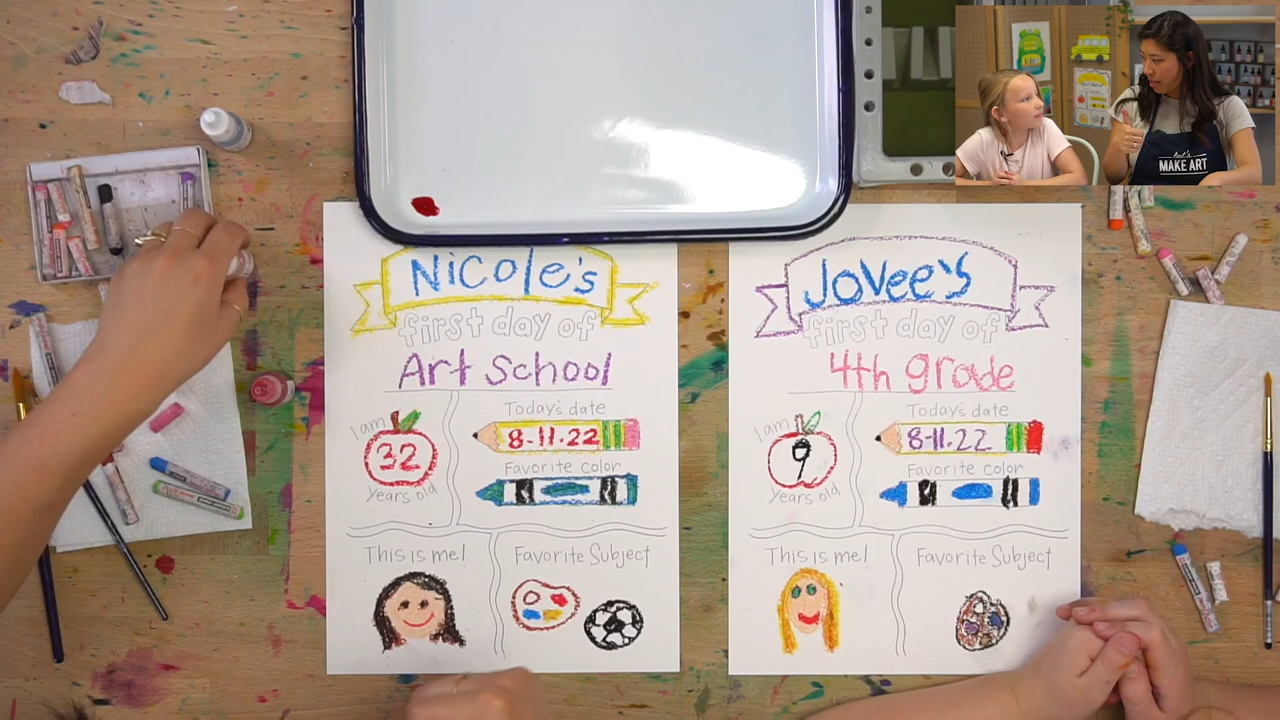 let's
MAKE ART
Nicole's
first day of
Art School
I am
32
years old
Today's date
8-11.22
Favorite color
This is me!
Favorite Subject
JoVee's
first day of
4th grade
I am
9
years old
Today's date
8-11.22
Favorite color
This is me!
Favorite Subject